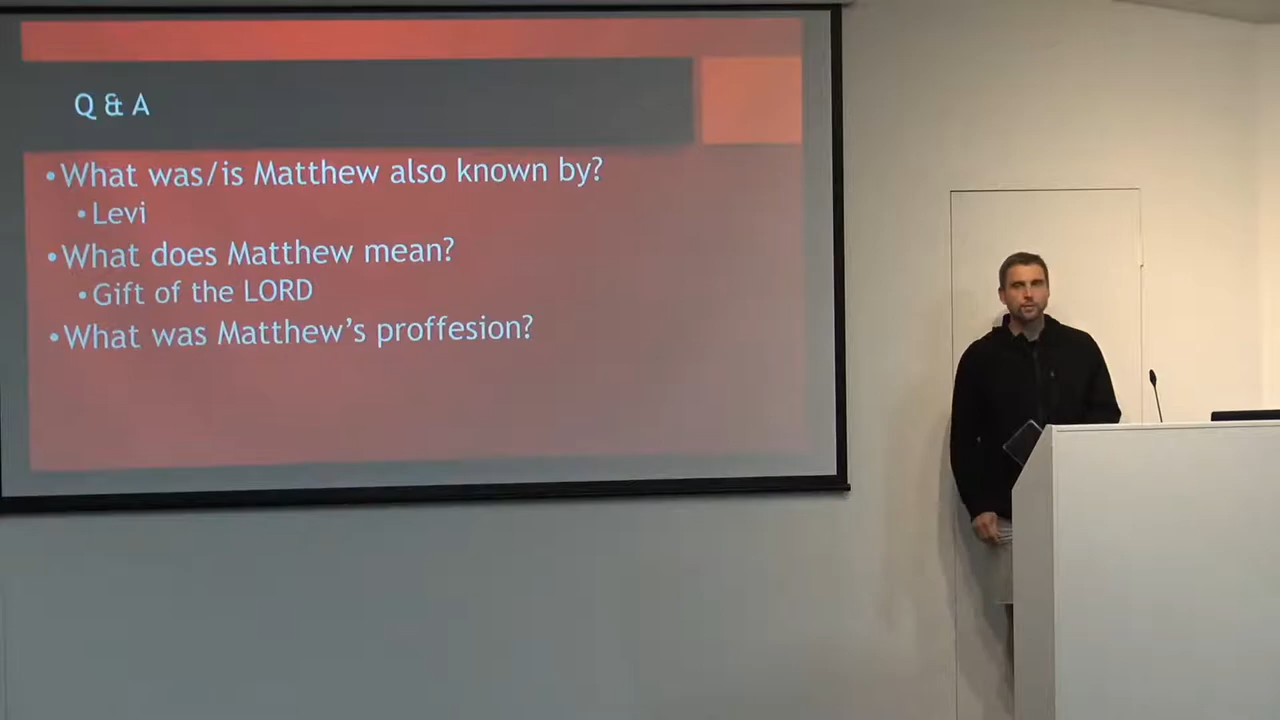 Q & A
•What was/is Matthew also known by?
•Levi
•What does Matthew mean?
•Gift of the LORD
•What was Matthew's proffesion?